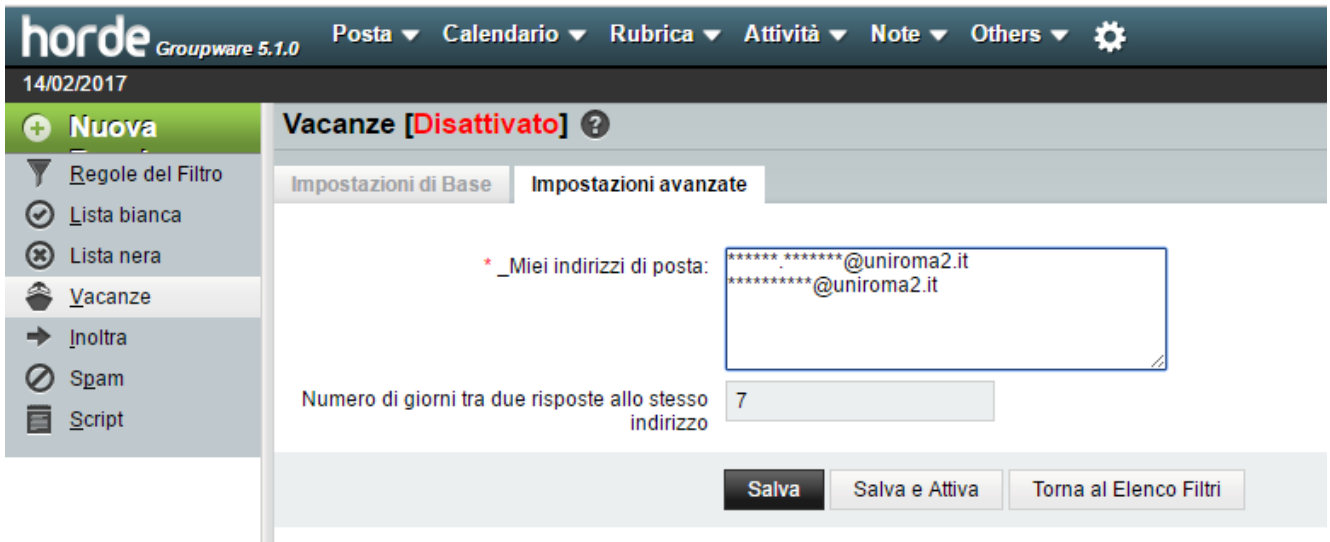 horde Groupware 5.1.0 Posta Calendario Rubrica Attività Note Others
14/02/2017
Nuova
Regole del Filtro
Lista bianca
Lista nera
Vacanze
Inoltra
Spam
Script
Vacanze [Disattivato] ?
Impostazioni di Base Impostazioni avanzate
* _Miei indirizzi di posta:
******.*******@uniroma2.it
**********@uniroma2.it
Numero di giorni tra due risposte allo stesso
indirizzo
7
Salva Salva e Attiva Torna al Elenco Filtri